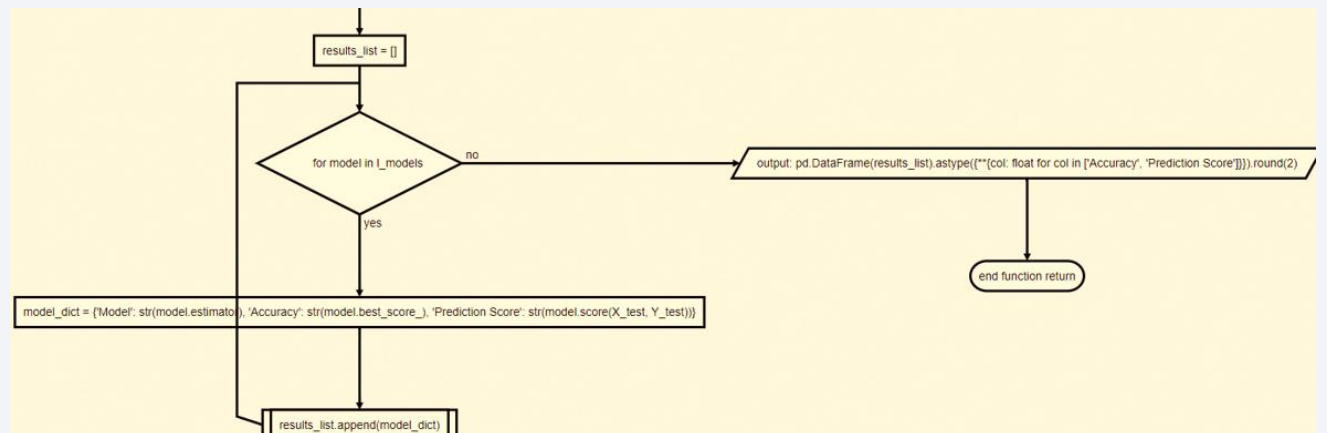 results_list = []
for model in l_models
no
output: pd.DataFrame(results_list).astype({**{col: float for col in ['Accuracy', 'Prediction Score']}}).round(2)
yes
end function return
model_dict = {'Model': str(model.estimator), 'Accuracy': str(model.best_score_), 'Prediction Score': str(model.score(X_test, Y_test))}
results_list.append(model_dict)